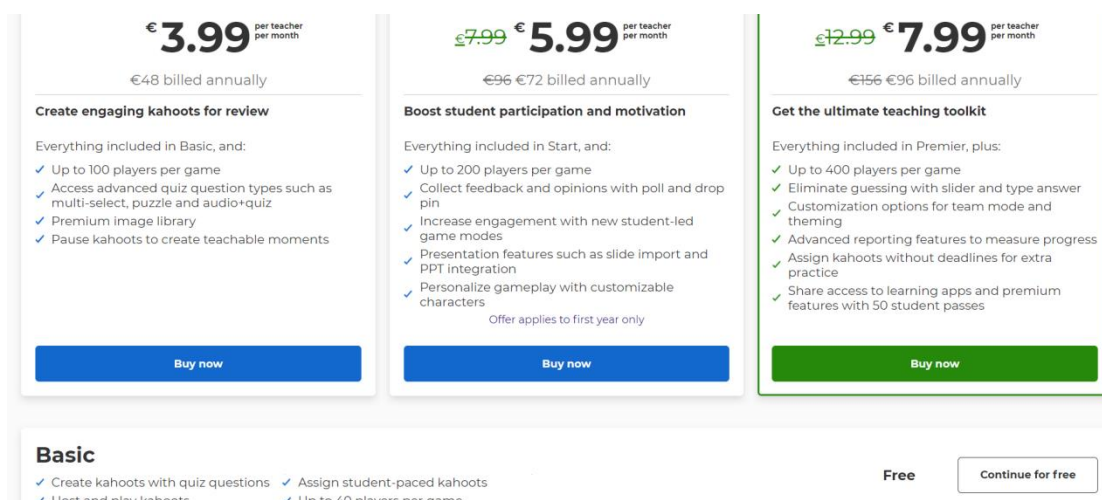 € 3.99 per teacher
per month
€48 billed annually
Create engaging kahoots for review
Everything included in Basic, and:
✓ Up to 100 players per game
✓ Access advanced quiz question types such as
multi-select, puzzle and audio+quiz
✓ Premium image library
✓ Pause kahoots to create teachable moments
Buy now
€7.99 € 5.99 per teacher
per month
€96 €72 billed annually
Boost student participation and motivation
Everything included in Start, and:
✓ Up to 200 players per game
✓ Collect feedback and opinions with poll and drop
pin
✓ Increase engagement with new student-led
game modes
✓ Presentation features such as slide import and
PPT integration
✓ Personalize gameplay with customizable
characters
Offer applies to first year only
Buy now
€12.99 € 7.99 per teacher
per month
€156 €96 billed annually
Get the ultimate teaching toolkit
Everything included in Premier, plus:
✓ Up to 400 players per game
✓ Eliminate guessing with slider and type answer
✓ Customization options for team mode and
theming
✓ Advanced reporting features to measure progress
✓ Assign kahoots without deadlines for extra
practice
✓ Share access to learning apps and premium
features with 50 student passes
Buy now
Basic
✓ Create kahoots with quiz questions ✓ Assign student-paced kahoots
✓ Host and play kahoots ✓ Up to 40 players per game
Free Continue for free